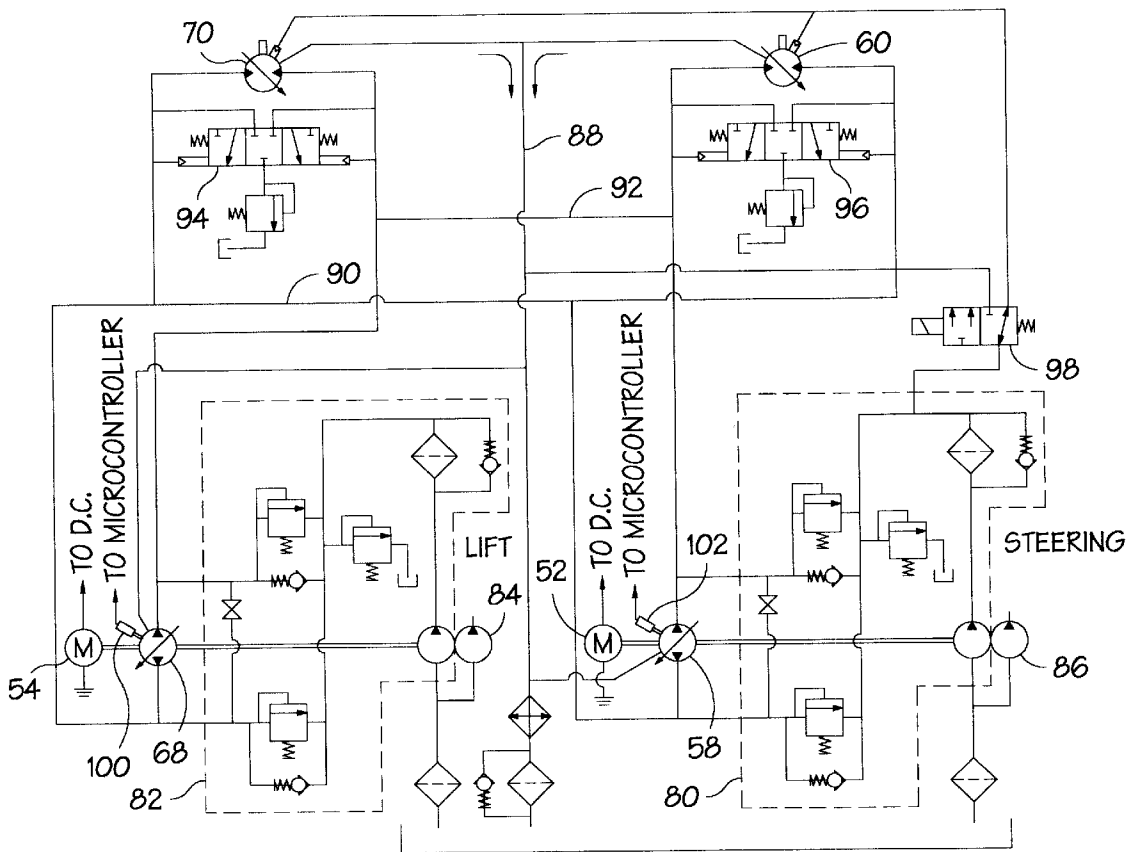 70
60
88
94
92
96
90
98
TO D.C.
TO MICROCONTROLLER
LIFT
84
TO D.C.
TO MICROCONTROLLER
102
STEERING
52
M
M
54
86
100
68
82
58
80